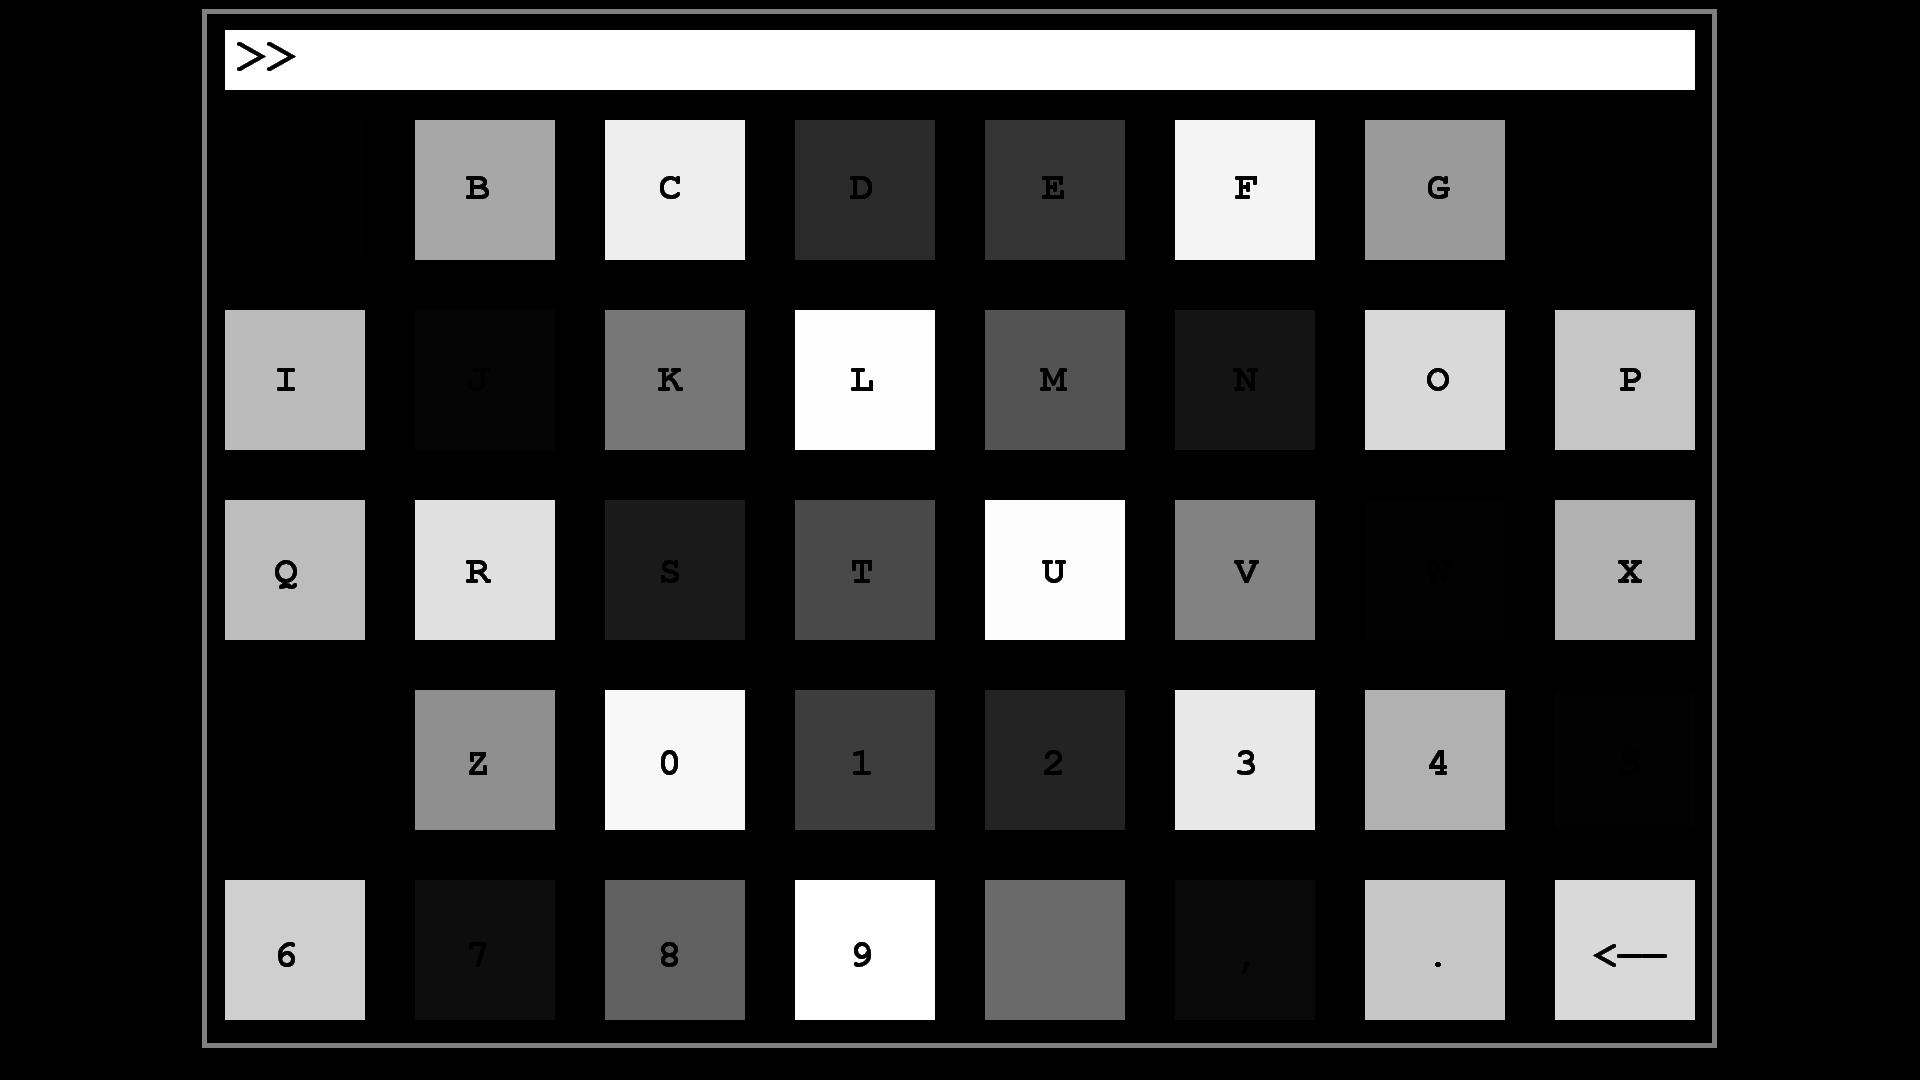 >>
B C D E F G
I J K L M N O P
Q R S T U V W X
Z 0 1 2 3 4 5
6 7 8 9 , . <—